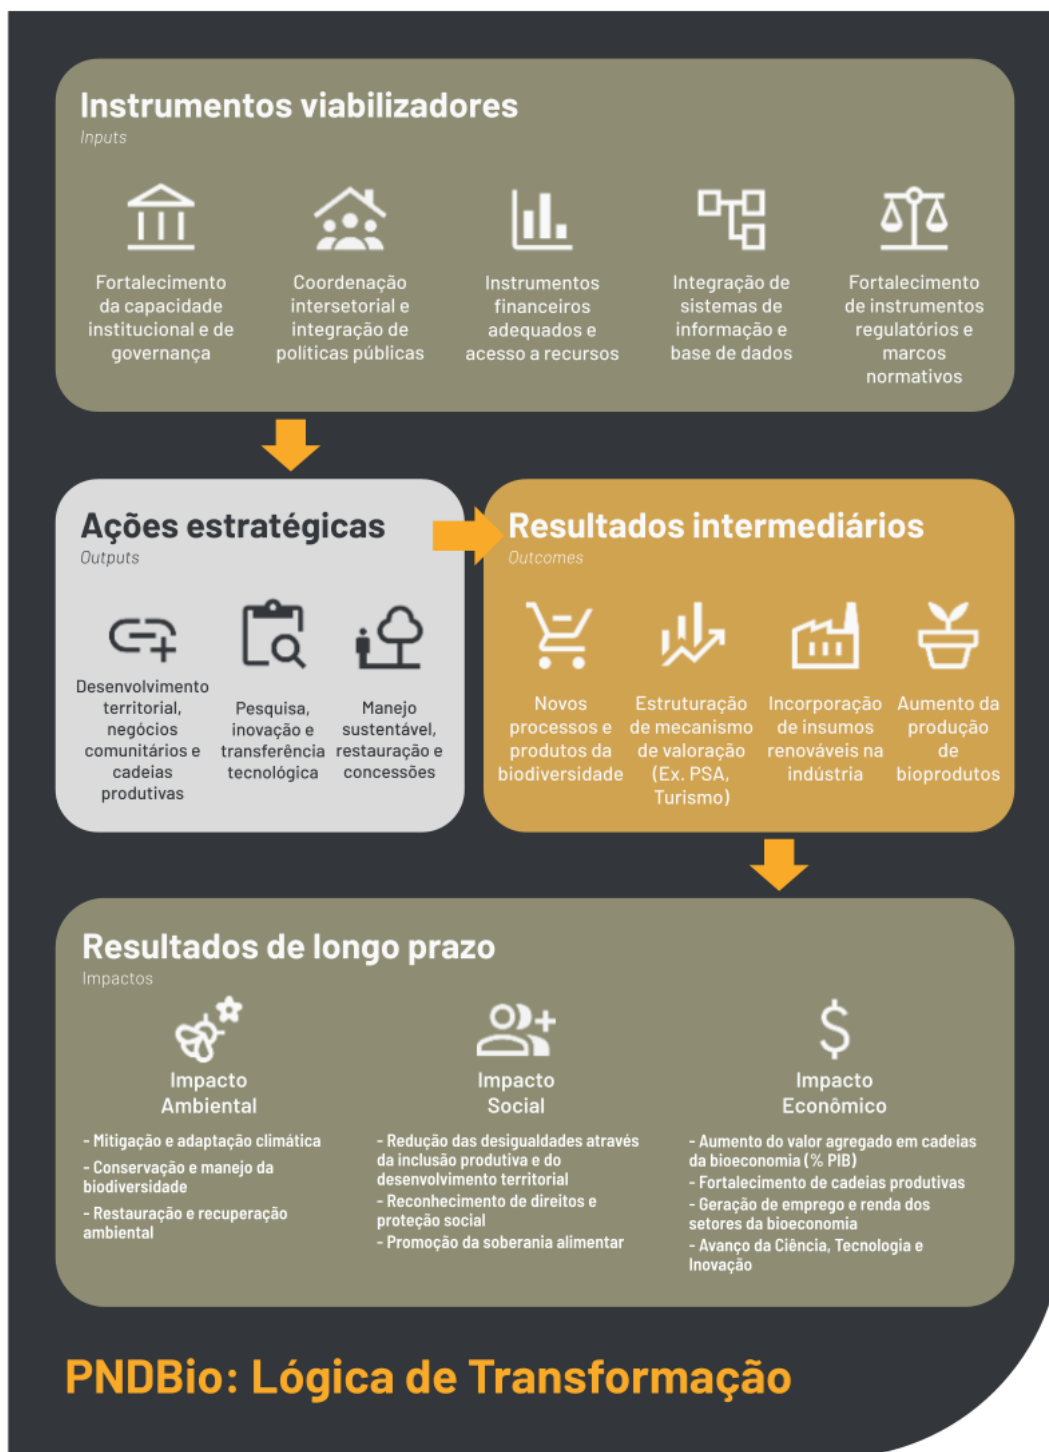 Instrumentos viabilizadores
Inputs
Fortalecimento
da capacidade
institucional e de
governança
Coordenação
intersetorial e
integração de
políticas públicas
Instrumentos
financeiros
adequados e
acesso a recursos
Integração de
sistemas de
informação e
base de dados
Fortalecimento
de instrumentos
regulatórios e
marcos
normativos
Ações estratégicas
Outputs
Desenvolvimento
territorial,
negócios
comunitários e
cadeias
produtivas
Pesquisa,
inovação e
transferência
tecnológica
Manejo
sustentável,
restauração e
concessões
Resultados intermediários
Outcomes
Novos
processos e
produtos da
biodiversidade
Estruturação
de mecanismo
de valoração
(Ex. PSA,
Turismo)
Incorporação
de insumos
renováveis na
indústria
Aumento da
produção
de
bioprodutos
Resultados de longo prazo
Impactos
Impacto
Ambiental
- Mitigação e adaptação climática
- Conservação e manejo da
biodiversidade
- Restauração e recuperação
ambiental
Impacto
Social
- Redução das desigualdades através
da inclusão produtiva e do
desenvolvimento territorial
- Reconhecimento de direitos e
proteção social
- Promoção da soberania alimentar
$
Impacto
Econômico
- Aumento do valor agregado em cadeias
da bioeconomia (% PIB)
- Fortalecimento de cadeias produtivas
- Geração de emprego e renda dos
setores da bioeconomia
- Avanço da Ciência, Tecnologia e
Inovação
PNDBio: Lógica de Transformação